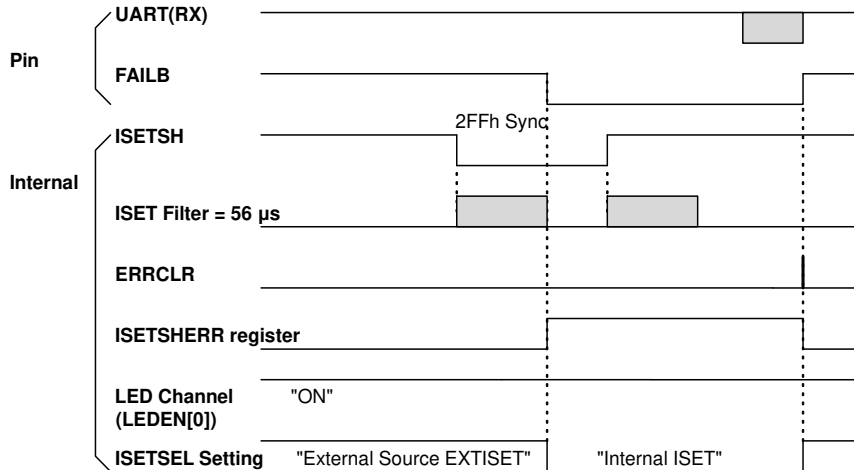 UART(RX)
Pin
FAILB
2FFh Sync
ISETSH
Internal
ISET Filter = 56 µs
ERRCLR
ISETSHERR register
LED Channel "ON"
(LEDEN[0])
ISETSEL Setting "External Source EXTISET" "Internal ISET"